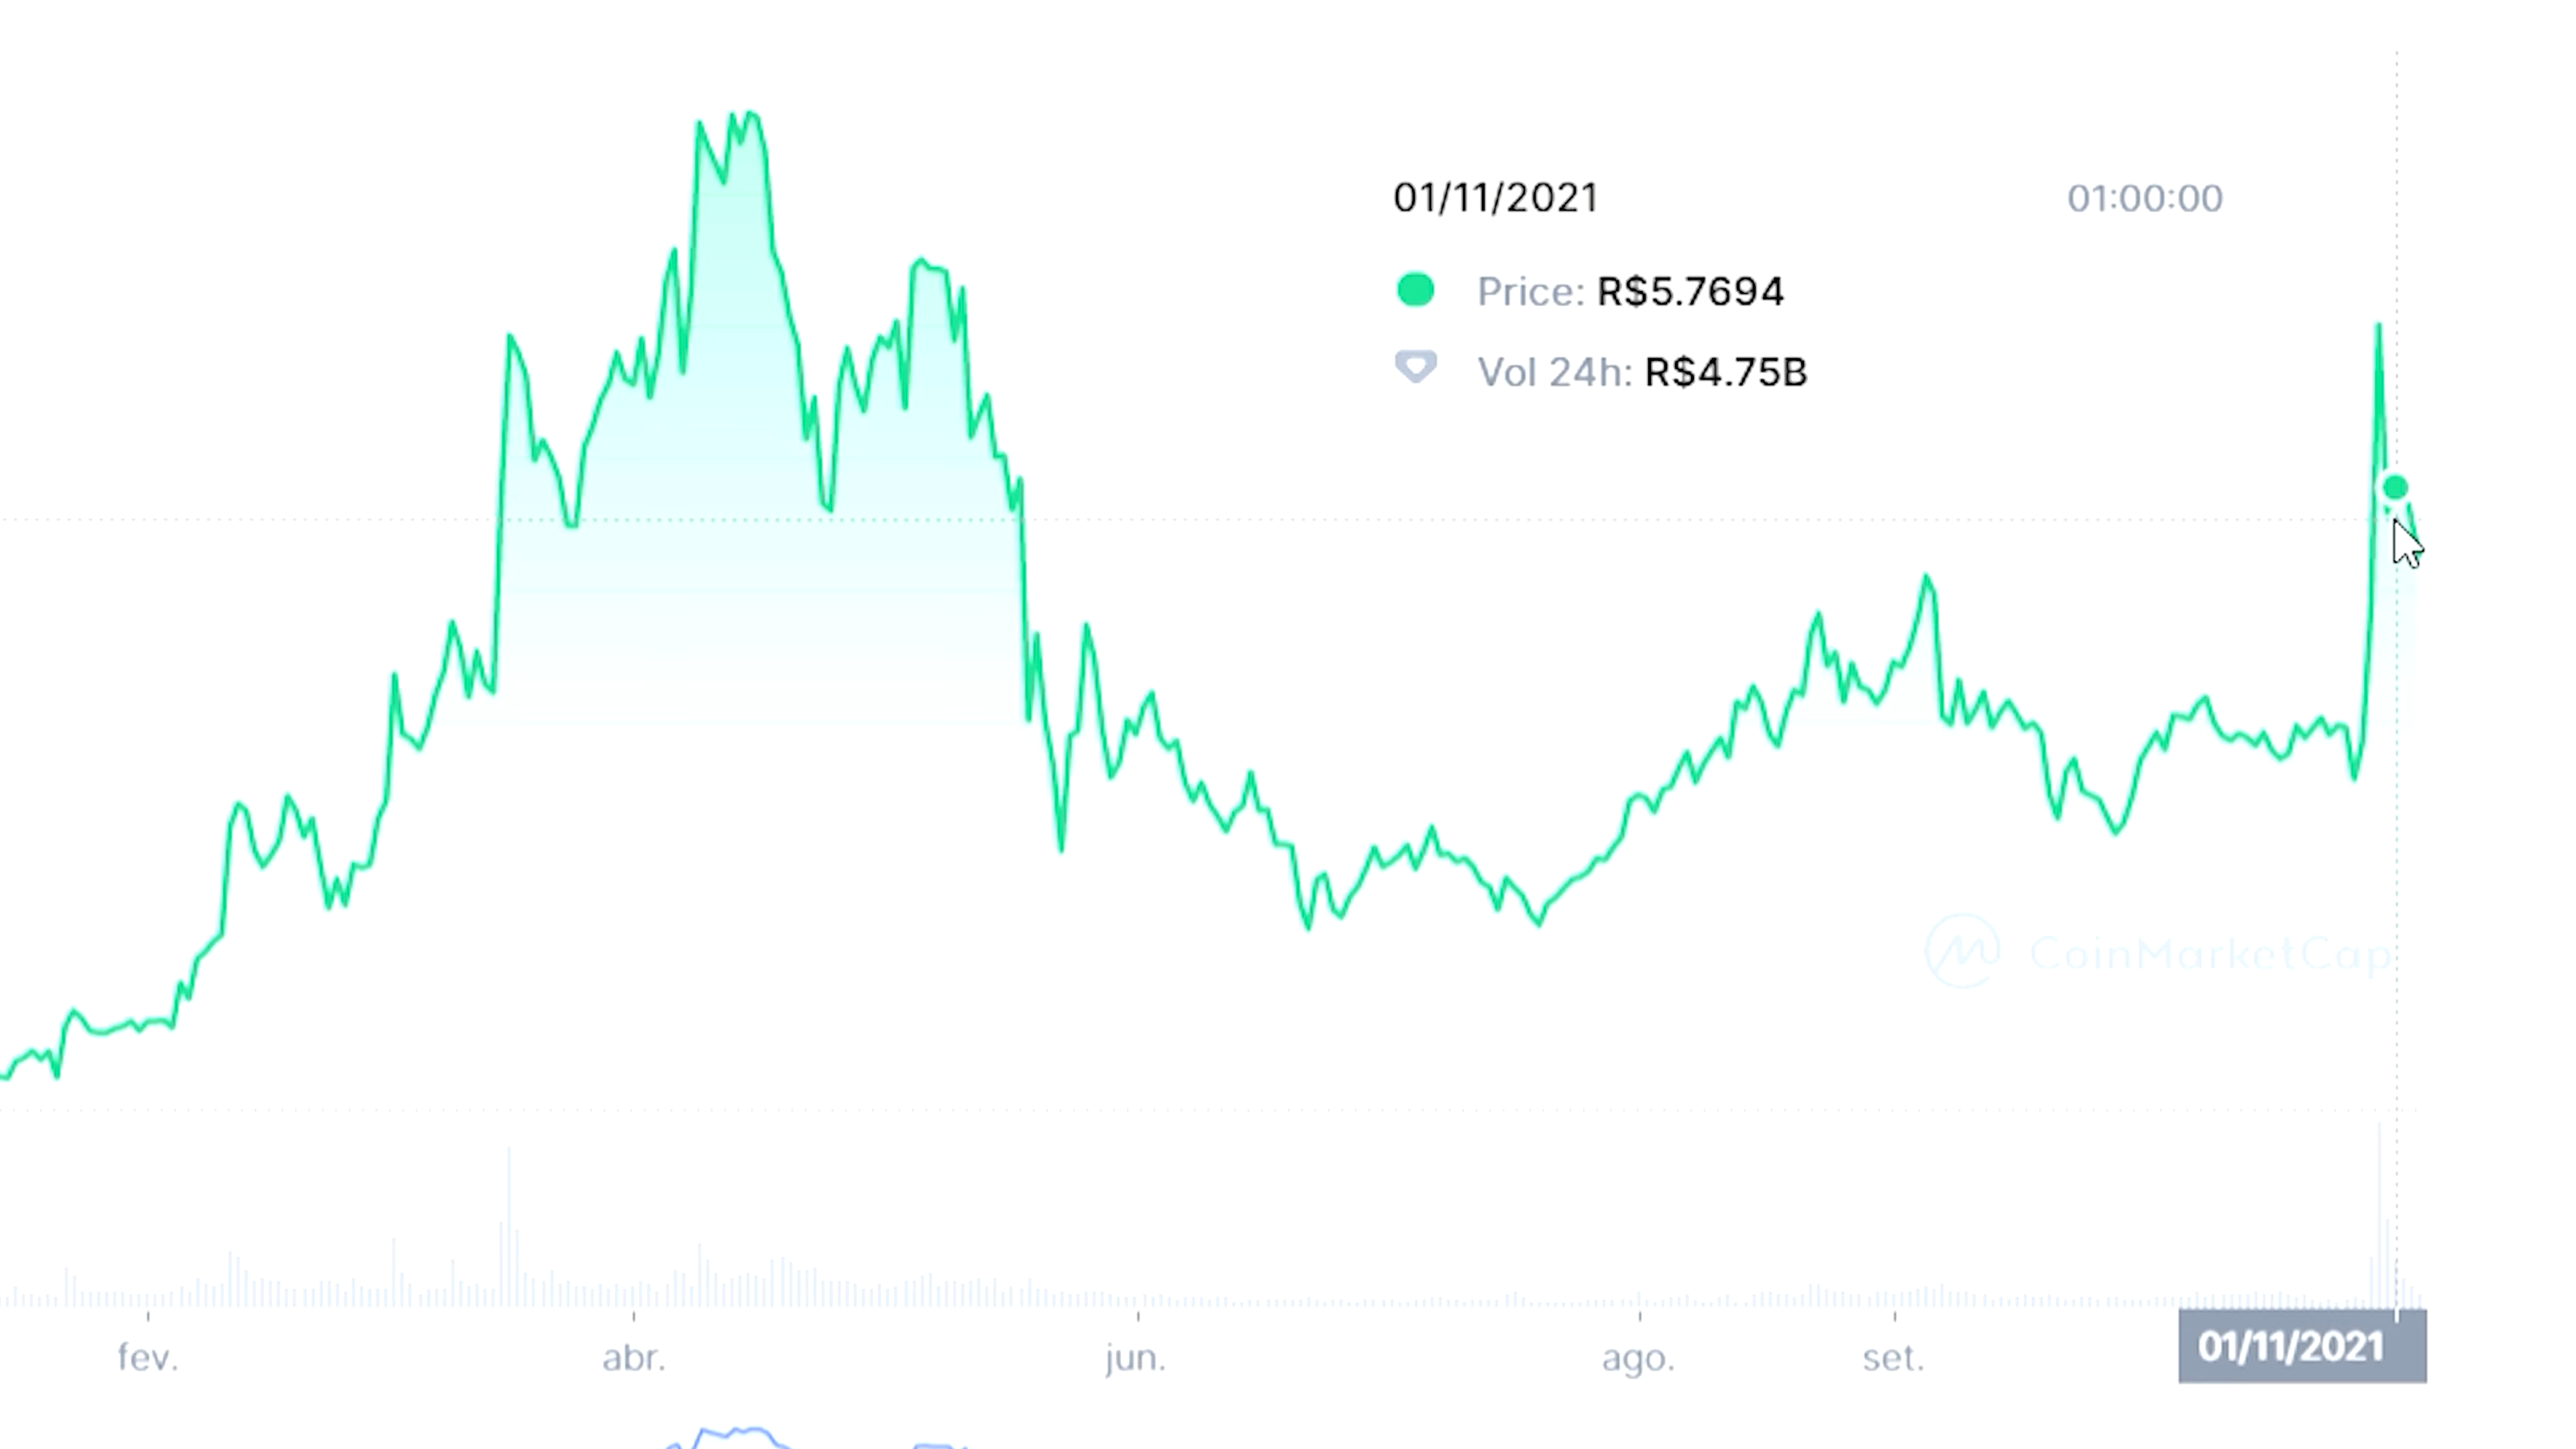 01/11/2021 01:00:00
Price: R$5.7694
Vol 24h: R$4.75B
CoinMarketCap
fev. abr. jun. ago. set. 01/11/2021